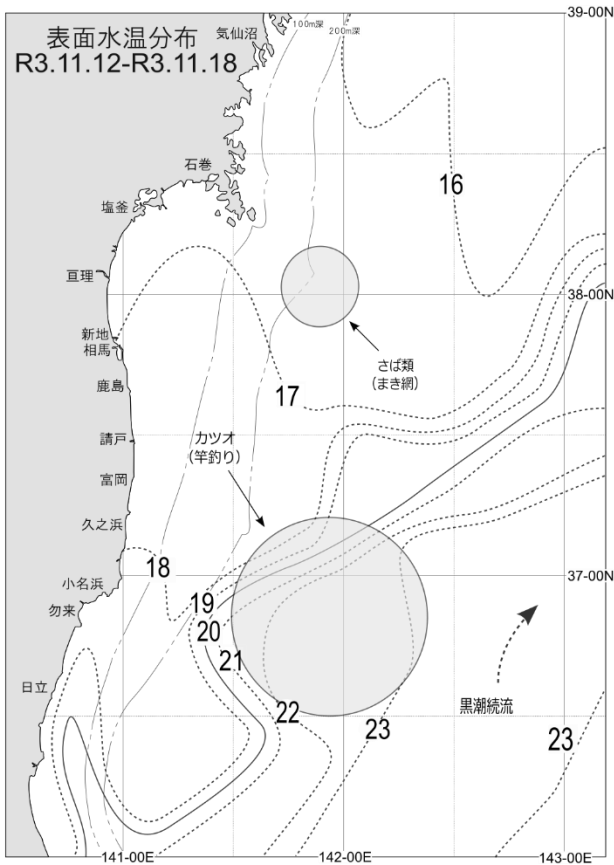 39-00N
表面水温分布
R3.11.12-R3.11.18
気仙沼
100m深
200m深
石巻
16
塩釜
亘理
38-00N
新地
相馬
さば類
(まき網)
鹿島
17
カツオ
(竿釣り)
請戸
富岡
久之浜
18
37-00N
小名浜
19
勿来
20
21
日立
22
黒潮続流
23
23
141-00E
142-00E
143-00E